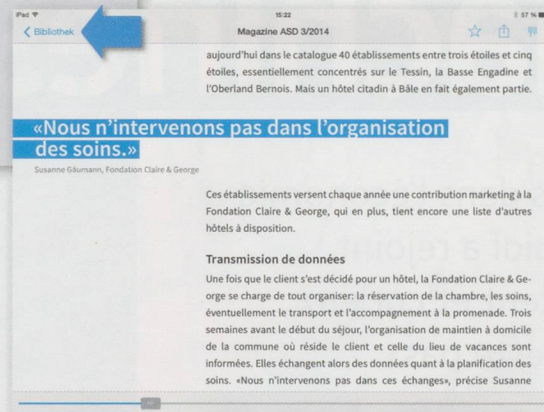 iPad 15:22 57 %
Bibliothek Magazine ASD 3/2014
aujourd'hui dans le catalogue 40 établissements entre trois étoiles et cinq
étoiles, essentiellement concentrés sur le Tessin, la Basse Engadine et
l'Oberland Bernois. Mais un hôtel citadin à Bâle en fait également partie.
«Nous n'intervenons pas dans l'organisation
des soins.»
Susanne Gäumann, Fondation Claire & George
Ces établissements versent chaque année une contribution marketing à la
Fondation Claire & George, qui en plus, tient encore une liste d'autres
hôtels à disposition.
Transmission de données
Une fois que le client s'est décidé pour un hôtel, la Fondation Claire & Ge-
orge se charge de tout organiser: la réservation de la chambre, les soins,
éventuellement le transport et l'accompagnement à la promenade. Trois
semaines avant le début du séjour, l'organisation de maintien à domicile
de la commune où réside le client et celle du lieu de vacances sont
informées. Elles échangent alors des données quant à la planification des
soins. «Nous n'intervenons pas dans ces échanges», précise Susanne